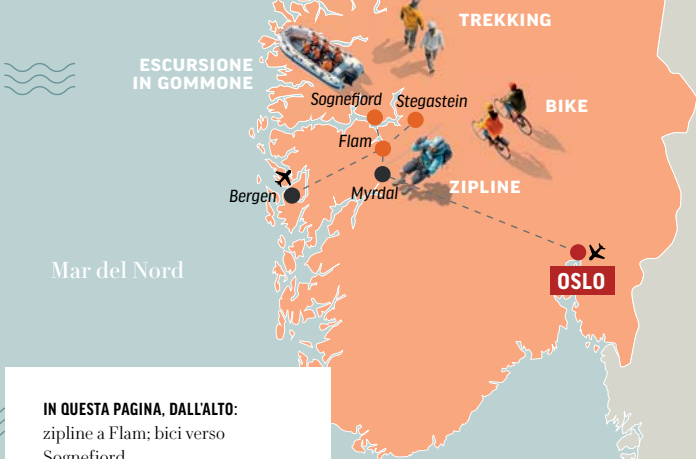 TREKKING
ESCURSIONE
IN GOMMONE
Sognefjord
Stegastein
BIKE
Flam
Bergen
Myrdal
ZIPLINE
Mar del Nord
OSLO
IN QUESTA PAGINA, DALL'ALTO:
zipline a Flam; bici verso
Sognefjord